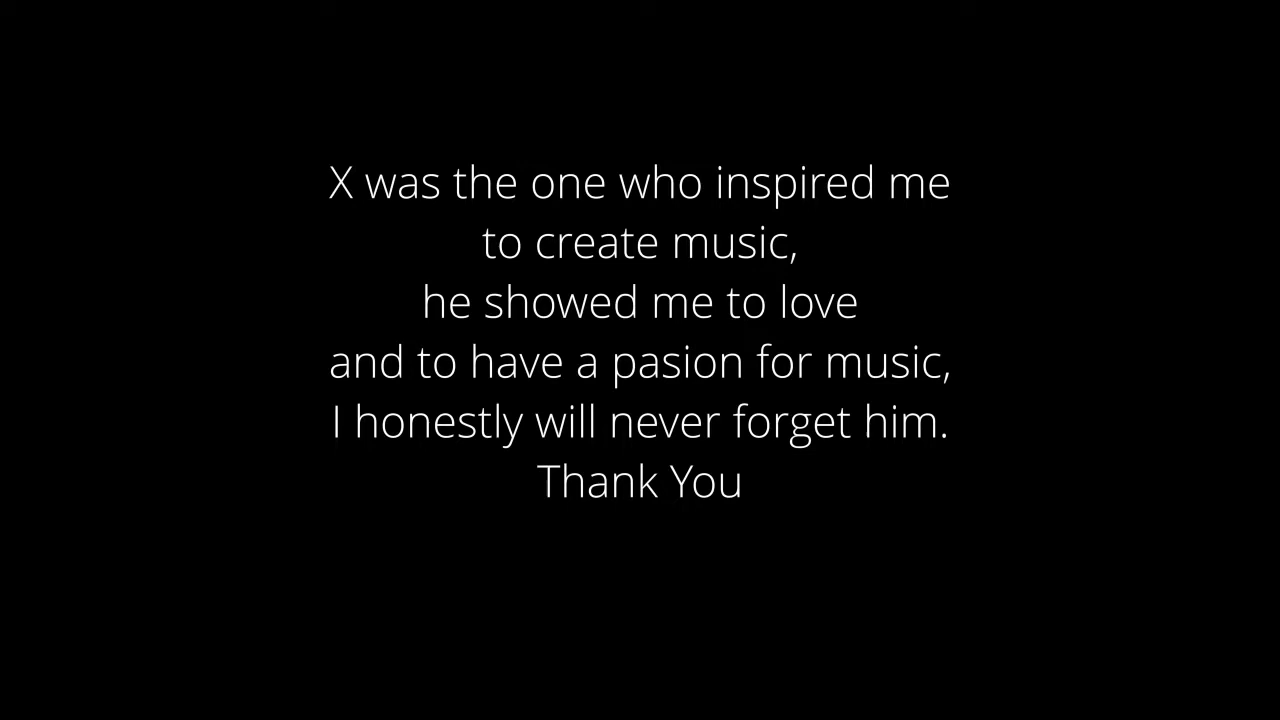 X was the one who inspired me
to create music,
he showed me to love
and to have a pasion for music,
I honestly will never forget him.
Thank You